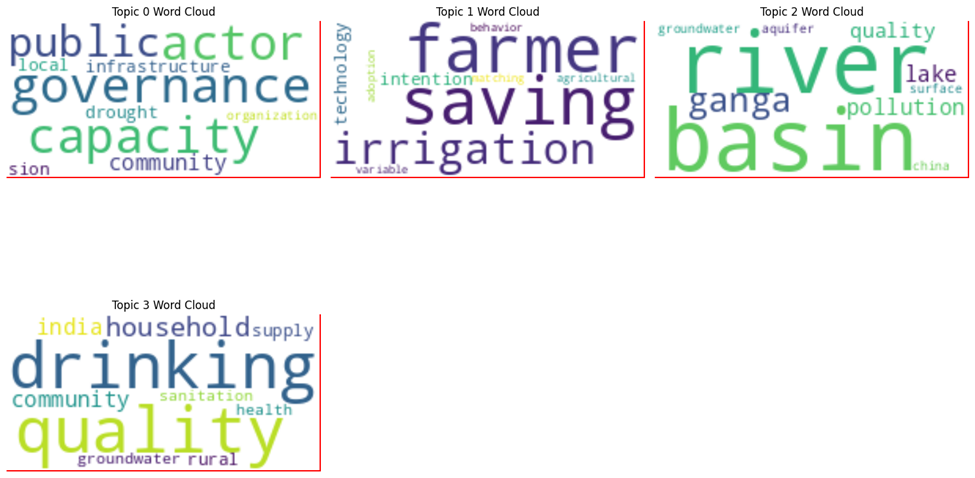 Topic 0 Word Cloud
public actor
local infrastructure
governance
drought
organization
capacity
community
sion
Topic 1 Word Cloud
behavior
technology
farmer
adoption
intention matching agricultural
saving
irrigation
variable
Topic 2 Word Cloud
groundwater aquifer quality
river
lake
surface
ganga
pollution
basin
china
Topic 3 Word Cloud
india household supply
drinking
community sanitation
health
quality
groundwater rural